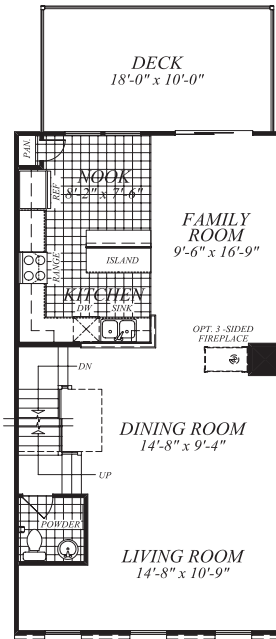 DECK
18'-0" x 10'-0"
PAN.
NOOK
8'-2" x 7'-6"
REF
FAMILY
ROOM
9'-6" x 16'-9"
RANGE
ISLAND
KITCHEN
DW SINK
OPT. 3 -SIDED
FIREPLACE
DN
DINING ROOM
14'-8" x 9'-4"
UP
POWDER
LIVING ROOM
14'-8" x 10'-9"